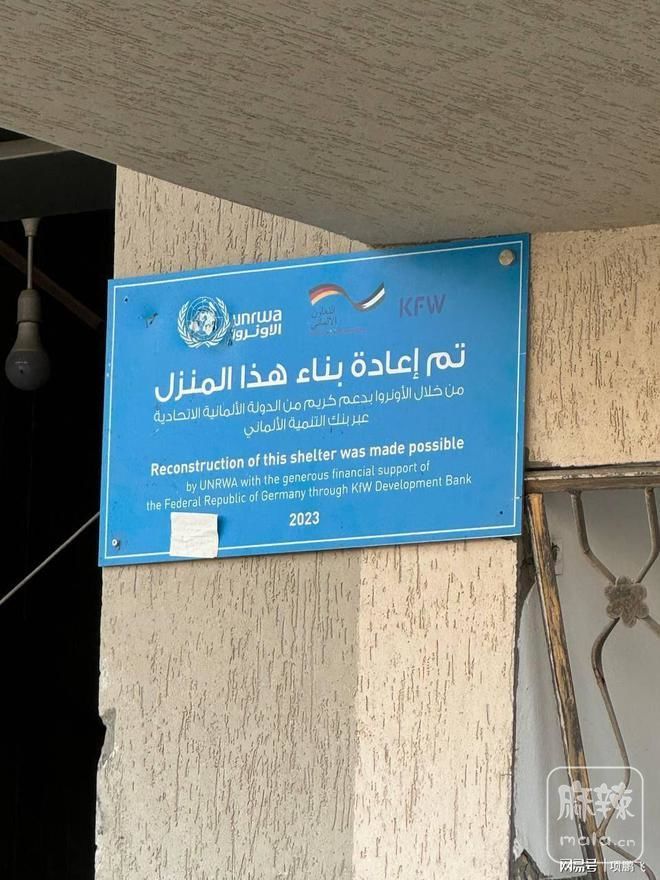 unrwa
الأونروا
التعاون
الألماني
KFW
تم إعادة بناء هذا المنزل
من خلال الأونروا بدعم كريم من الدولة الألمانية الاتحادية
عبر بنك التنمية الألماني
Reconstruction of this shelter was made possible
by UNRWA with the generous financial support of
the Federal Republic of Germany through KfW Development Bank
2023
麻辣
mala.cn
网易号 | 项鹏飞